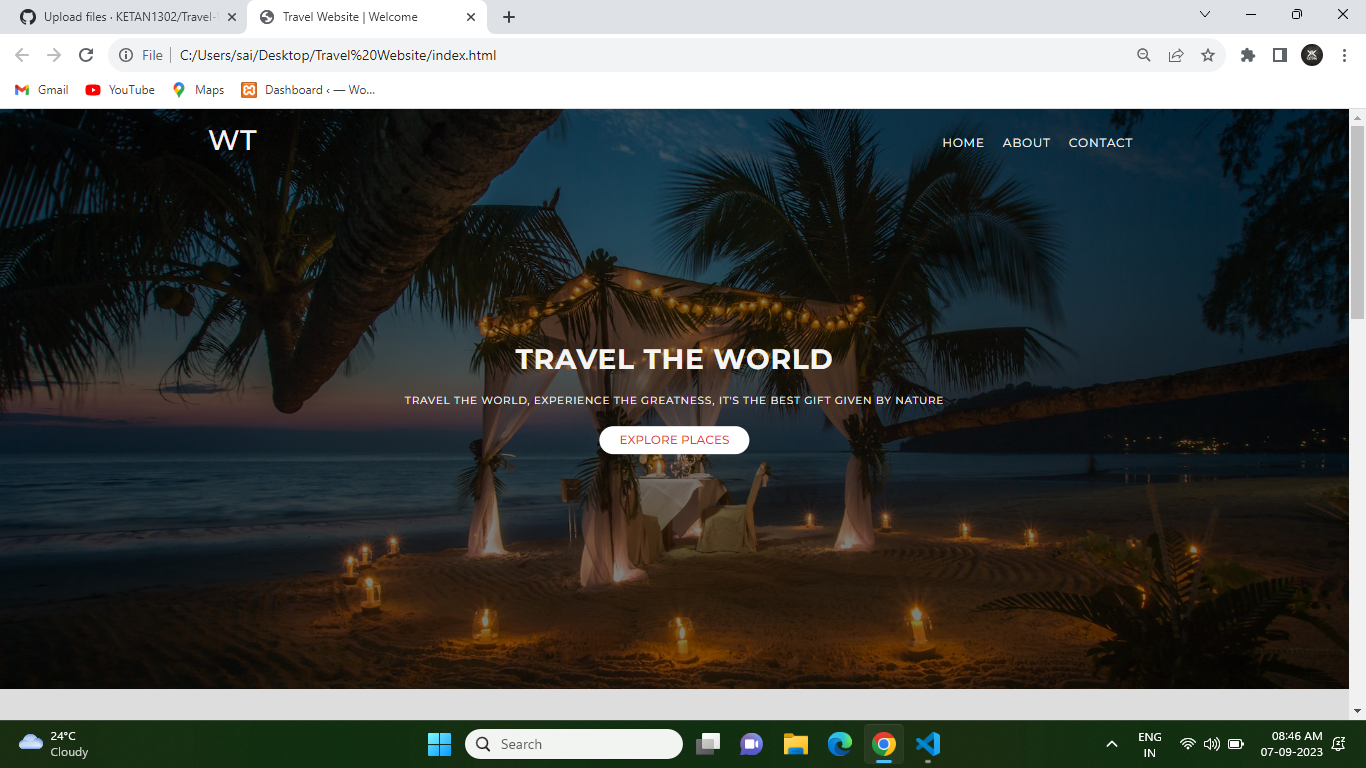 Upload files · KETAN1302/Travel-
Travel Website | Welcome
File
C:/Users/sai/Desktop/Travel%20Website/index.html
Gmail
YouTube
Maps
Dashboard ‹ — Wo...
WT
HOME
ABOUT
CONTACT
TRAVEL THE WORLD
TRAVEL THE WORLD, EXPERIENCE THE GREATNESS, IT'S THE BEST GIFT GIVEN BY NATURE
EXPLORE PLACES
24°C
Cloudy
Search
ENG
IN
08:46 AM
07-09-2023